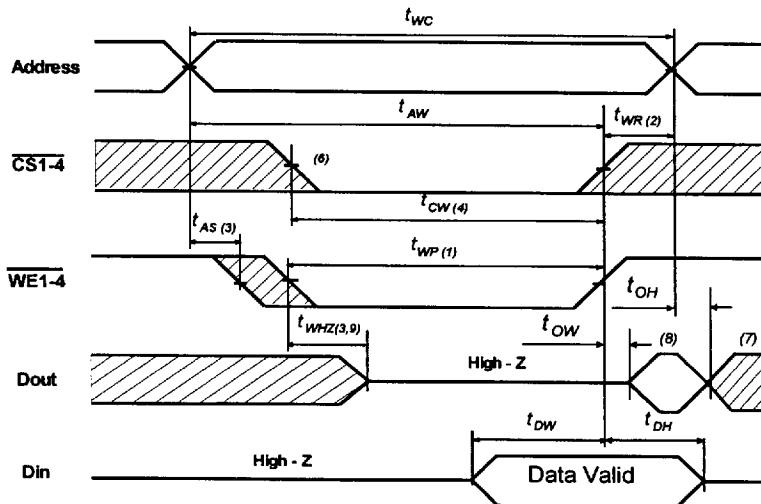 tWC
Address
tAW
tWR (2)
CS1-4
(6)
tCW (4)
tAS (3)
tWP (1)
WE1-4
tOH
tWHZ(3,9)
tOW
(8)
(7)
High - Z
Dout
tDW
tDH
High - Z
Data Valid
Din